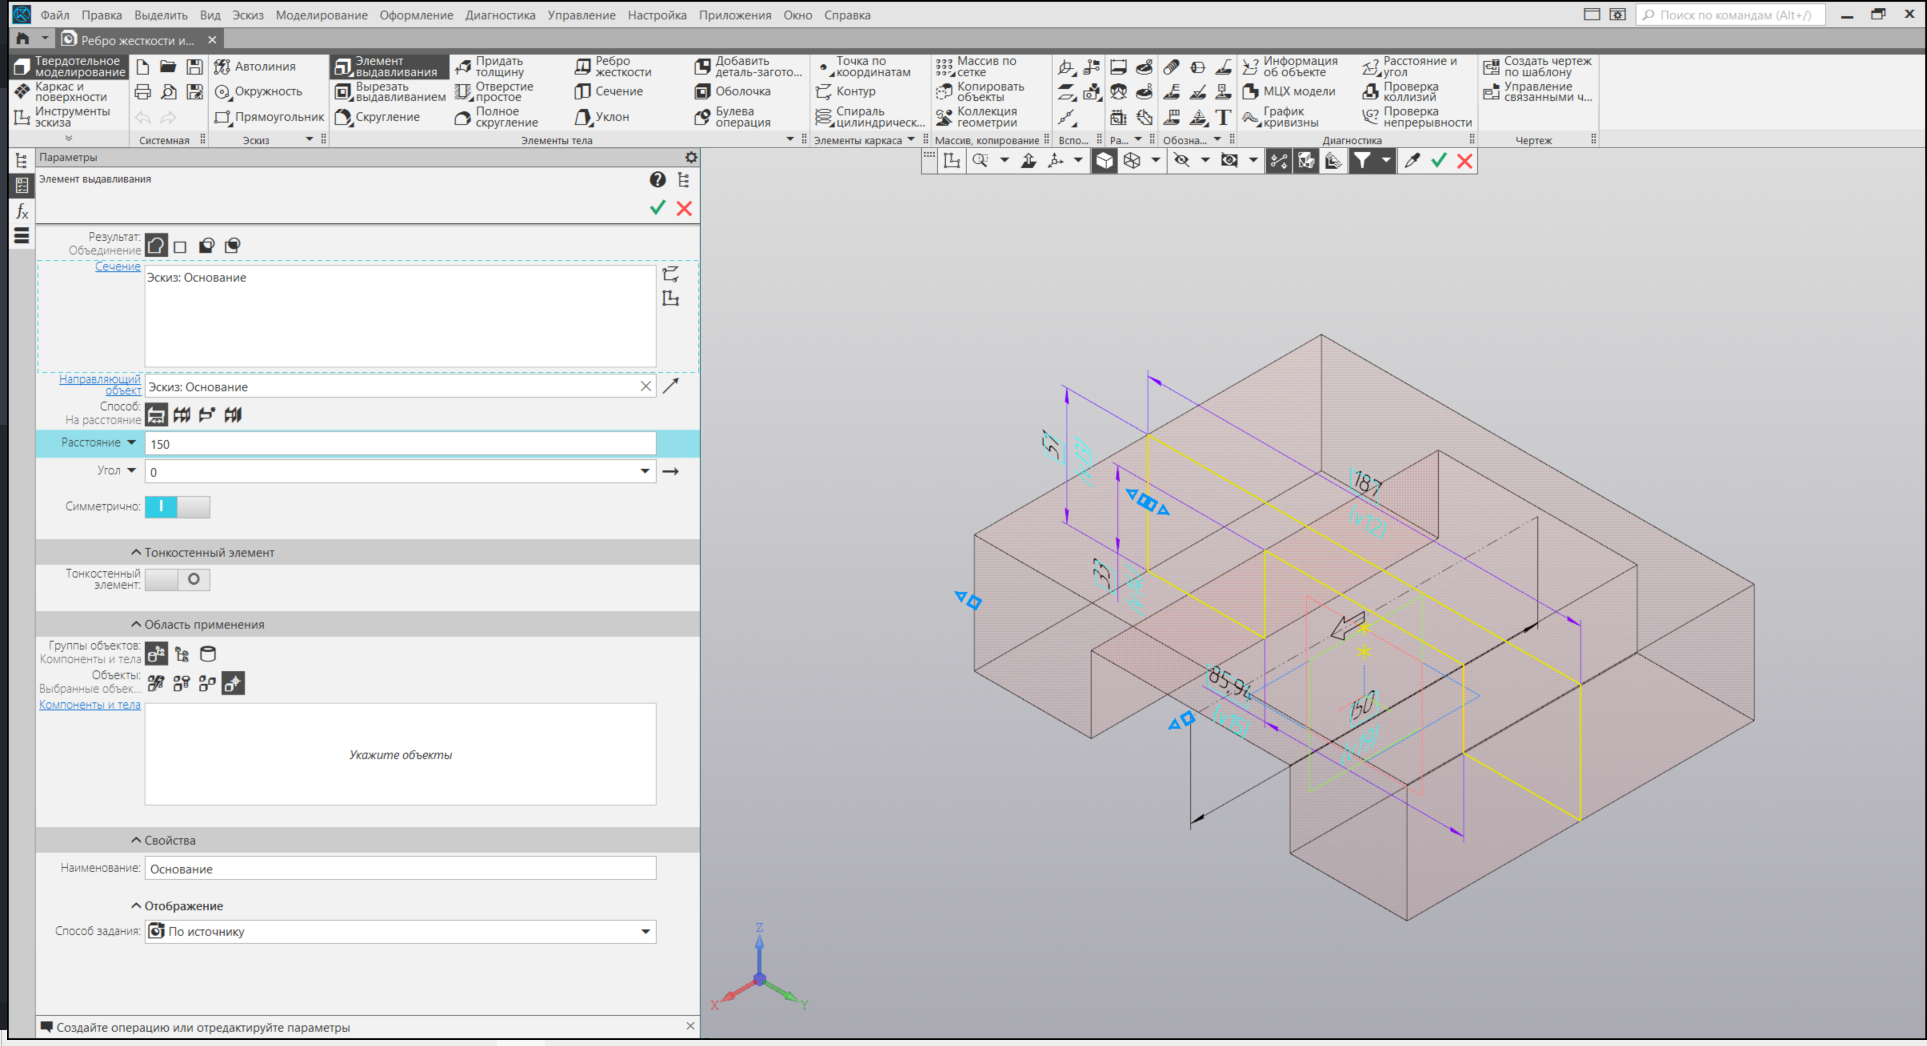 Файл Правка Выделить Вид Эскиз Моделирование Оформление Диагностика Управление Настройка Приложения Окно Справка
Поиск по командам (Alt+/)
Ребро жесткости и...
Твердотельное моделирование
Каркас и поверхности
Инструменты эскиза
Системная
Автолиния
Окружность
Прямоугольник
Эскиз
Элемент выдавливания
Вырезать выдавливанием
Скругление
Придать толщину
Отверстие простое
Полное скругление
Ребро жесткости
Сечение
Уклон
Добавить деталь-загото...
Оболочка
Булева операция
Элементы тела
Точка по координатам
Контур
Спираль цилиндрическ...
Элементы каркаса
Массив по сетке
Копировать объекты
Коллекция геометрии
Массив, копирование
Вспо...
Ра...
Обозна...
Информация об объекте
МЦХ модели
График кривизны
Расстояние и угол
Проверка коллизий
Проверка непрерывности
Диагностика
Создать чертеж по шаблону
Управление связанными ч...
Чертеж
Параметры
Элемент выдавливания
Результат:
Объединение
Сечение
Эскиз: Основание
Направляющий объект
Эскиз: Основание
Способ:
На расстояние
Расстояние
150
Угол
0
Симметрично:
Тонкостенный элемент
Тонкостенный элемент:
Область применения
Группы объектов:
Компоненты и тела
Объекты:
Выбранные объек...
Компоненты и тела
Укажите объекты
Свойства
Наименование: Основание
Отображение
Способ задания: По источнику
Создайте операцию или отредактируйте параметры
187
(v12)
85,94
(v15)
150
Z
X
Y